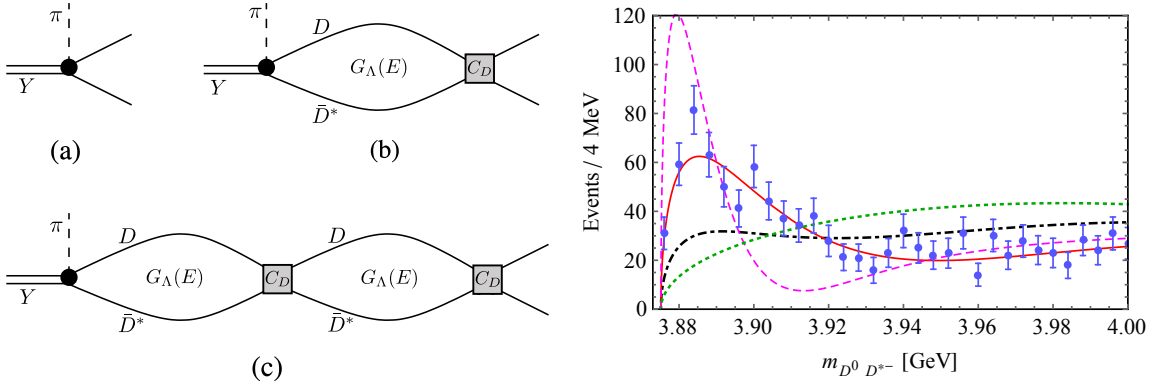 π
Y
(a)
π
Y
D
G_Λ(E)
D̄*
C_D
(b)
π
Y
D
G_Λ(E)
D̄*
C_D
D
G_Λ(E)
D̄*
C_D
(c)
Events / 4 MeV
120
100
80
60
40
20
0
3.88 3.90 3.92 3.94 3.96 3.98 4.00
m_{D⁰ D*⁻} [GeV]